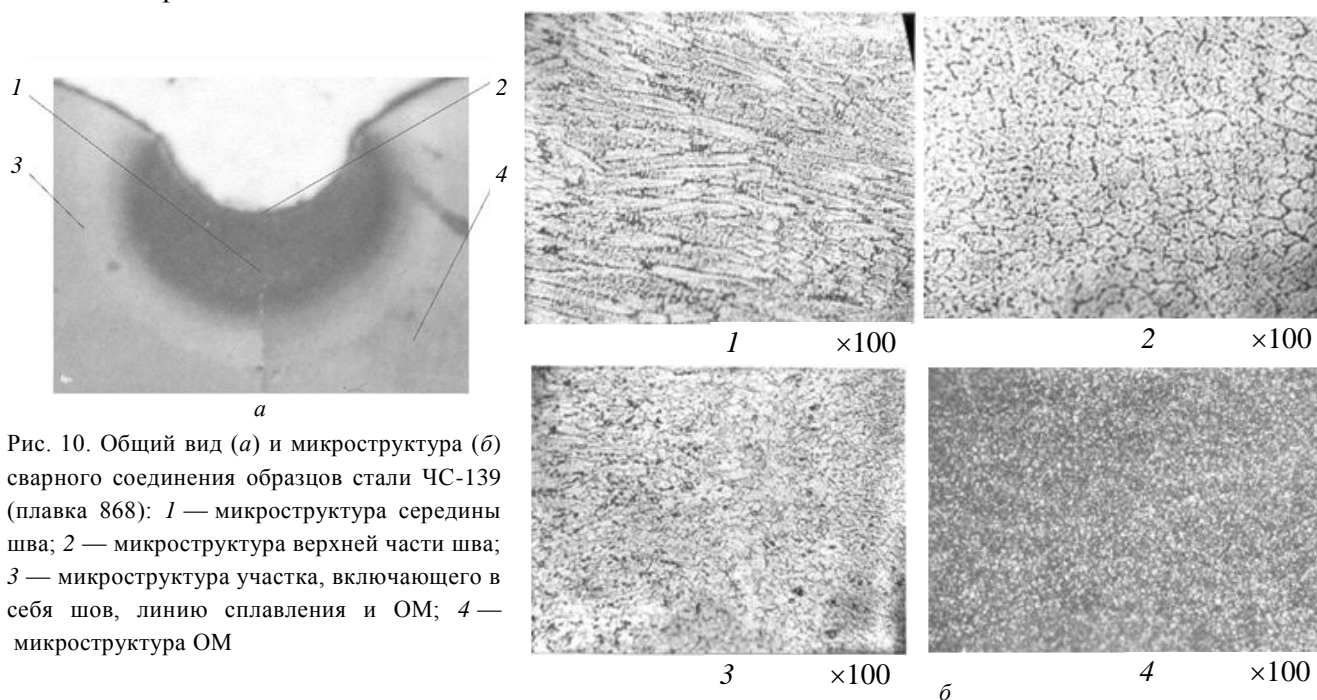 1
2
3
4
а
Рис. 10. Общий вид (а) и микроструктура (б)
сварного соединения образцов стали ЧС-139
(плавка 868): 1 — микроструктура середины
шва; 2 — микроструктура верхней части шва;
3 — микроструктура участка, включающего в
себя шов, линию сплавления и ОМ; 4 —
микроструктура ОМ
1 ×100
2 ×100
3 ×100
4 ×100
б